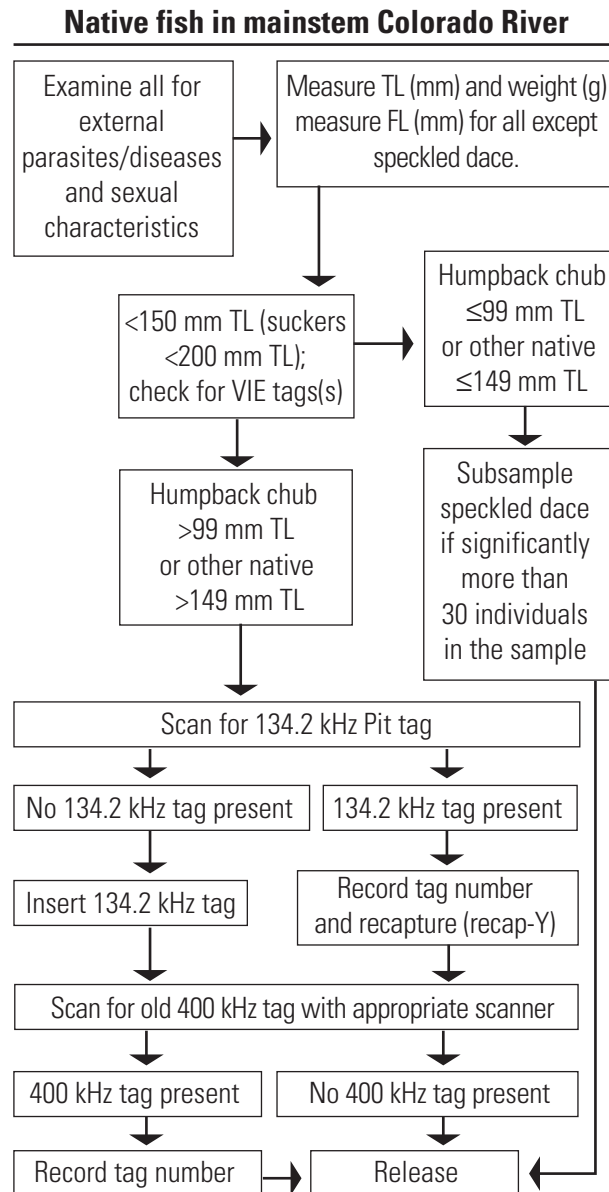 Native fish in mainstem Colorado River
Examine all for
external
parasites/diseases
and sexual
characteristics
Measure TL (mm) and weight (g)
measure FL (mm) for all except
speckled dace.
<150 mm TL (suckers
<200 mm TL);
check for VIE tags(s)
Humpback chub
≤99 mm TL
or other native
≤149 mm TL
Humpback chub
>99 mm TL
or other native
>149 mm TL
Subsample
speckled dace
if significantly
more than
30 individuals
in the sample
Scan for 134.2 kHz Pit tag
No 134.2 kHz tag present
134.2 kHz tag present
Insert 134.2 kHz tag
Record tag number
and recapture (recap-Y)
Scan for old 400 kHz tag with appropriate scanner
400 kHz tag present
No 400 kHz tag present
Record tag number
Release